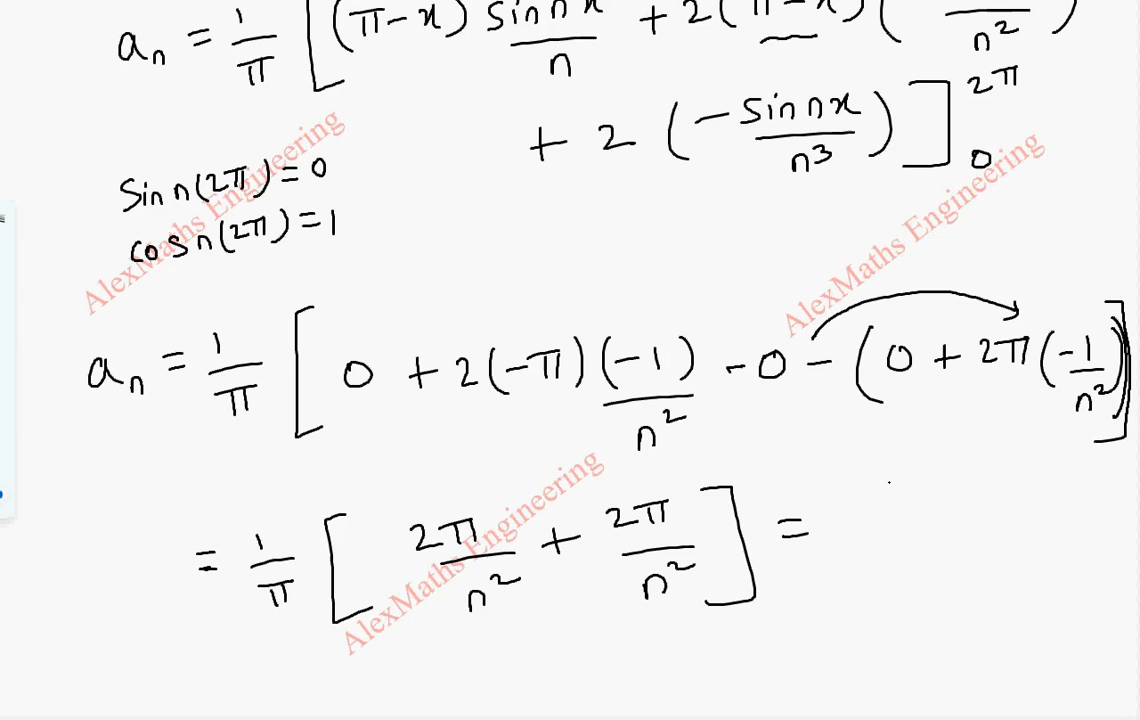 aₙ = 1/π [ (π-x) sin nx / n + 2(π-x) ( / n² )
+ 2 ( - sin nx / n³ ) ]₀^2π
Sin n(2π) = 0
cos n(2π) = 1
aₙ = 1/π [ 0 + 2(-π) (-1)/n² - 0 - ( 0 + 2π (-1/n²) ) ]
= 1/π [ 2π/n² + 2π/n² ] =
AlexMaths Engineering
AlexMaths Engineering
AlexMaths Engineering